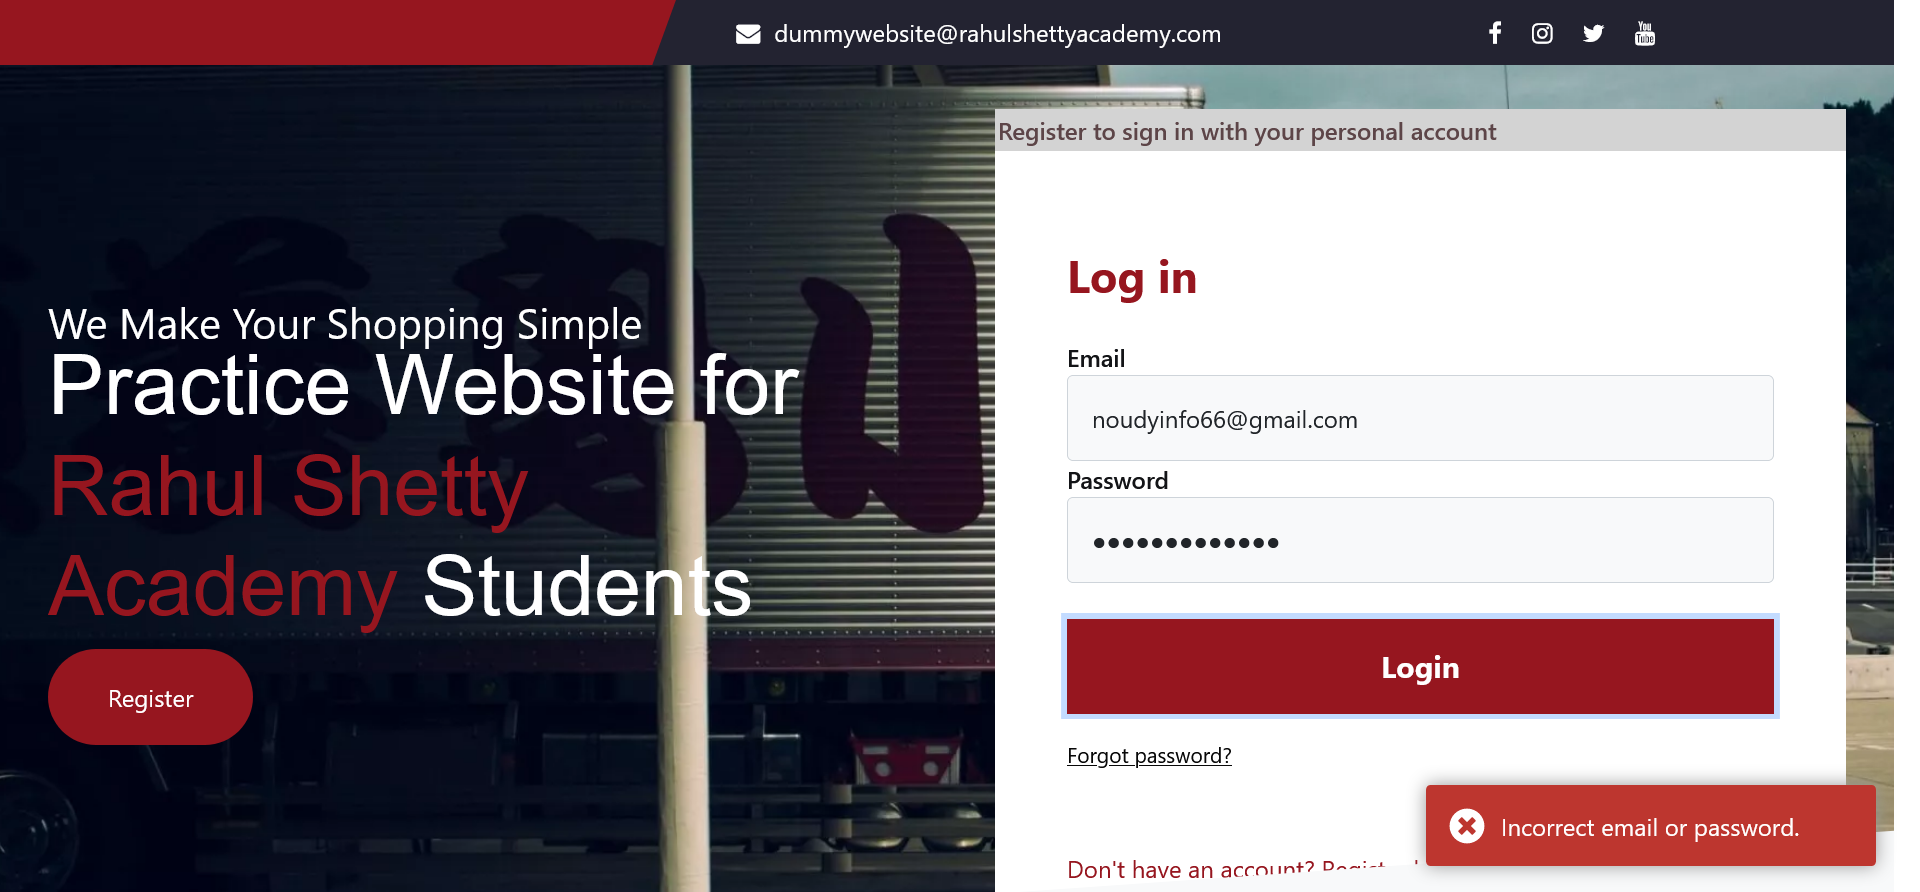 dummywebsite@rahulshettyacademy.com
You
Tube
Register to sign in with your personal account
We Make Your Shopping Simple
Practice Website for
Rahul Shetty
Academy Students
Register
Log in
Email
noudyinfo66@gmail.com
Password
•••••••••••••
Login
Forgot password?
Incorrect email or password.
Don't have an account?